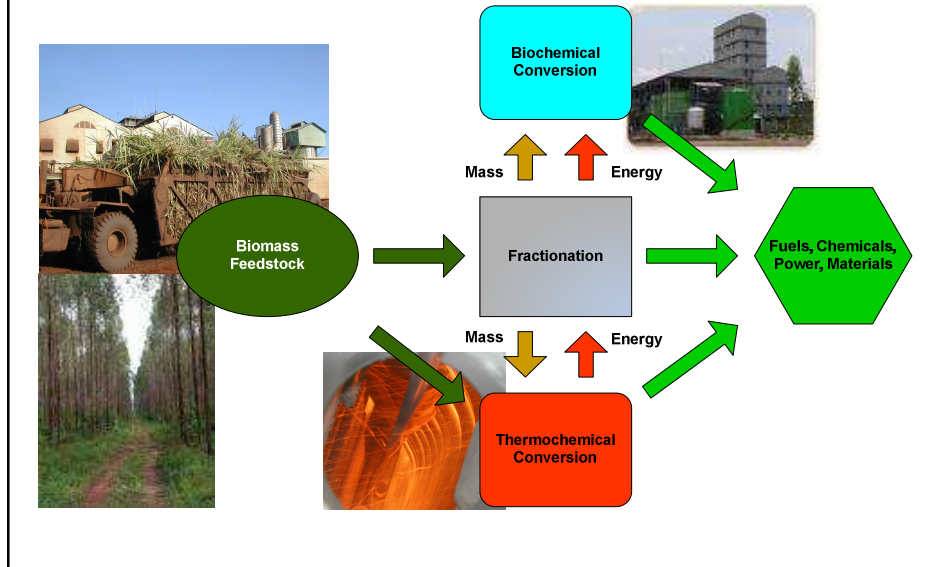 Biochemical
Conversion
Mass
Energy
Biomass
Feedstock
Fractionation
Fuels, Chemicals,
Power, Materials
Mass
Energy
Thermochemical
Conversion